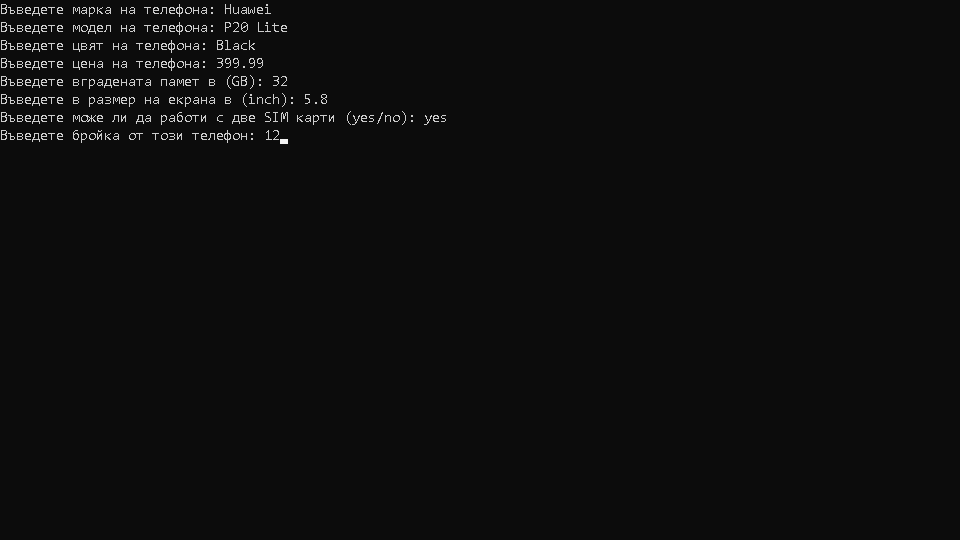 Въведете марка на телефона: Huawei
Въведете модел на телефона: P20 Lite
Въведете цвят на телефона: Black
Въведете цена на телефона: 399.99
Въведете вградената памет в (GB): 32
Въведете в размер на екрана в (inch): 5.8
Въведете може ли да работи с две SIM карти (yes/no): yes
Въведете бройка от този телефон: 12